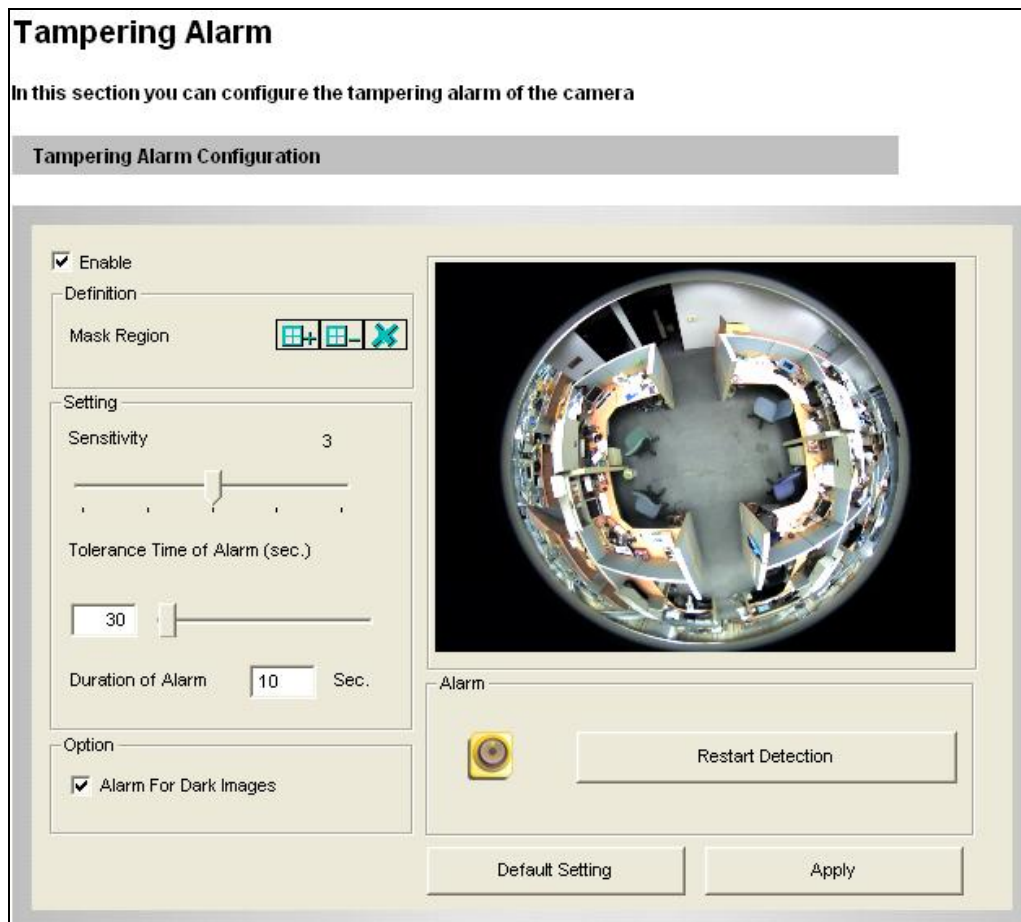 Tampering Alarm
In this section you can configure the tampering alarm of the camera
Tampering Alarm Configuration
Enable
Definition
Mask Region
Setting
Sensitivity 3
Tolerance Time of Alarm (sec.)
30
Duration of Alarm 10 Sec.
Option
Alarm For Dark Images
Alarm
Restart Detection
Default Setting
Apply